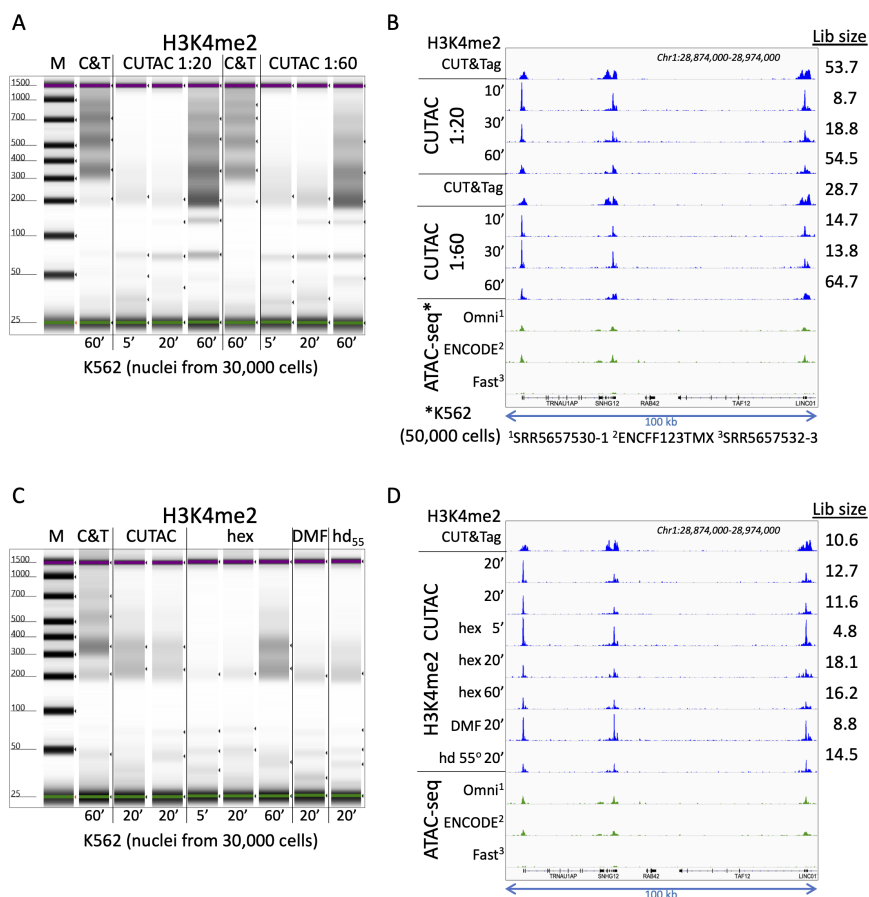 A
H3K4me2
M C&T CUTAC 1:20 C&T CUTAC 1:60
1500
1000
700
500
400
300
200
100
50
25
60’ 5’ 20’ 60’ 60’ 5’ 20’ 60’
K562 (nuclei from 30,000 cells)
B
H3K4me2 Chr1:28,874,000-28,974,000 Lib size
CUT&Tag 53.7
CUTAC 1:20
10’ 8.7
30’ 18.8
60’ 54.5
CUT&Tag 28.7
CUTAC 1:60
10’ 14.7
30’ 13.8
60’ 64.7
ATAC-seq*
Omni1
ENCODE2
Fast3
TRNAU1AP SNHG12 RAB42 TAF12 LINC01
*K562
(50,000 cells)
100 kb
1SRR5657530-1 2ENCFF123TMX 3SRR5657532-3
C
H3K4me2
M C&T CUTAC hex DMF hd55
1500
1000
700
500
400
300
200
100
50
25
60’ 20’ 20’ 5’ 20’ 60’ 20’ 20’
K562 (nuclei from 30,000 cells)
D
H3K4me2 Chr1:28,874,000-28,974,000 Lib size
CUT&Tag 10.6
H3K4me2 CUTAC
20’ 12.7
20’ 11.6
hex 5’ 4.8
hex 20’ 18.1
hex 60’ 16.2
DMF 20’ 8.8
hd 55o 20’ 14.5
ATAC-seq
Omni1
ENCODE2
Fast3
TRNAU1AP SNHG12 RAB42 TAF12 LINC01
100 kb